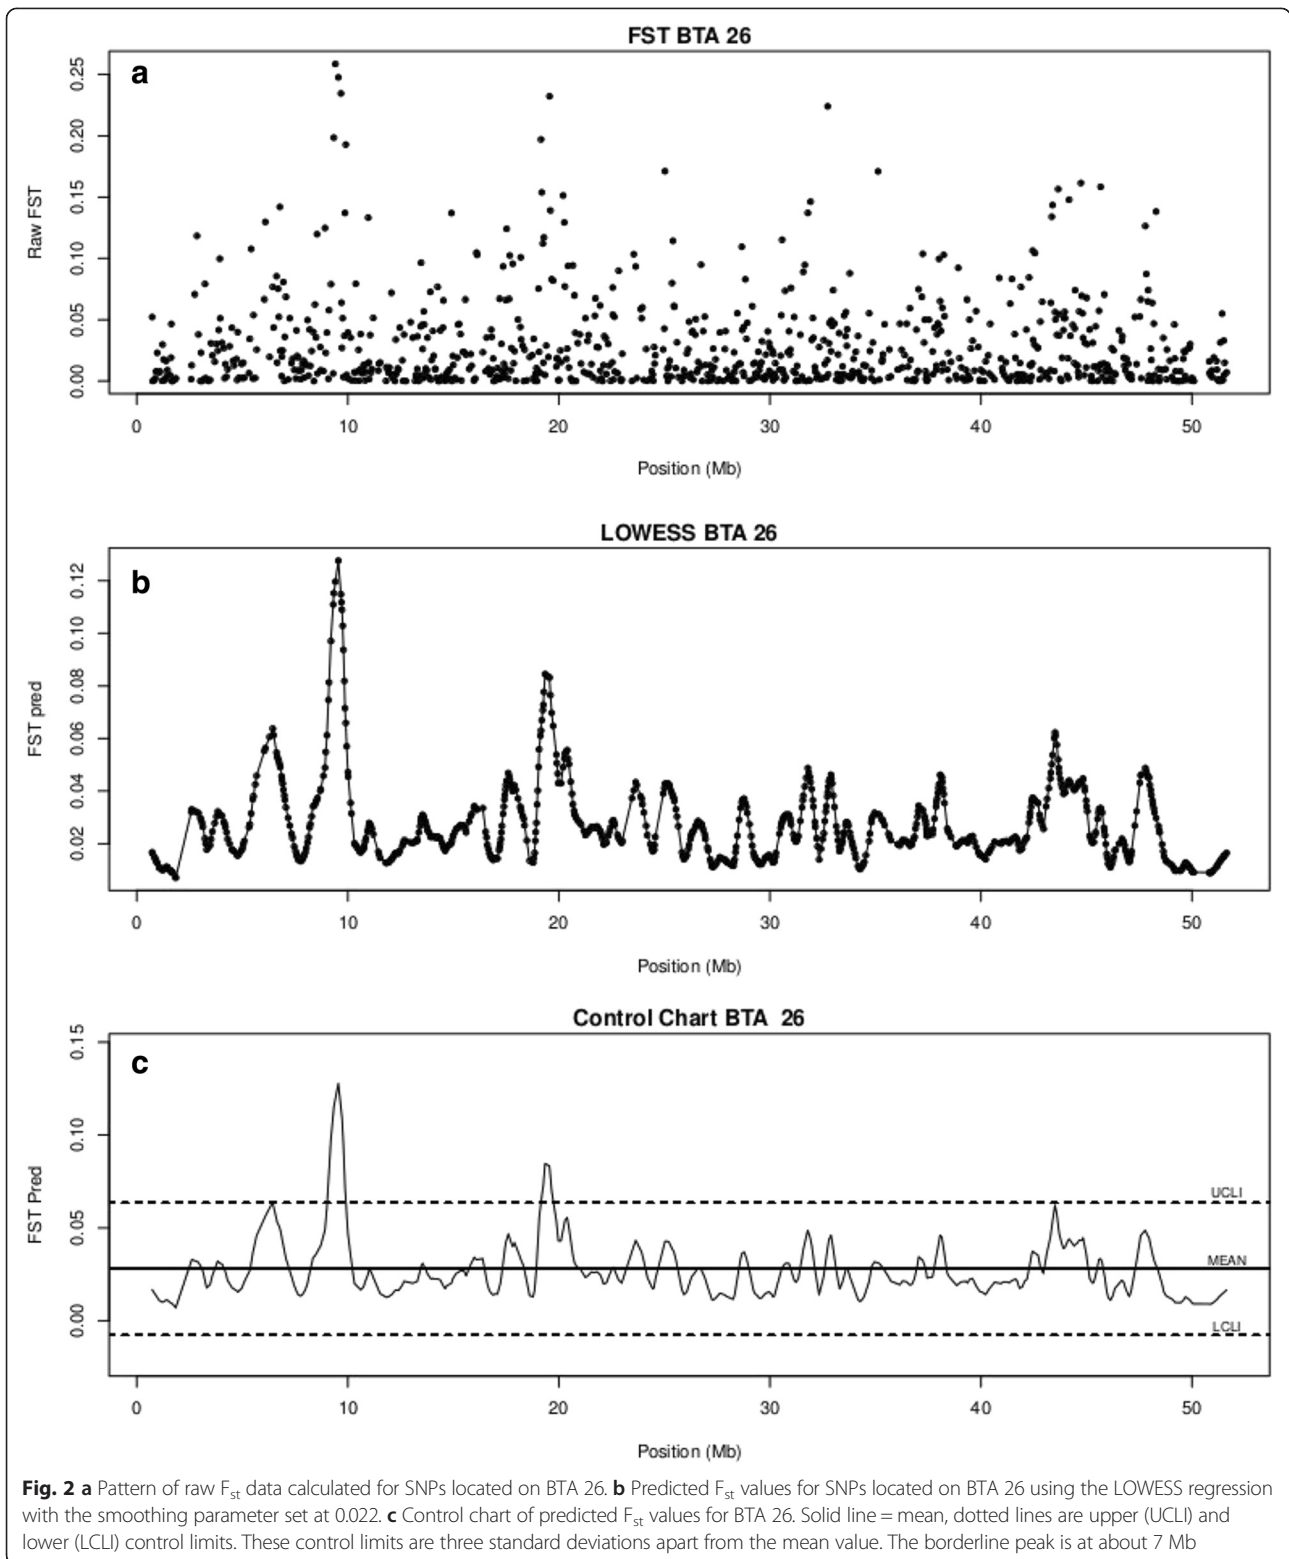 FST BTA 26
a
0.25
0.20
0.15
0.10
0.05
0.00
Raw FST
0 10 20 30 40 50
Position (Mb)
LOWESS BTA 26
b
0.12
0.10
0.08
0.06
0.04
0.02
FST pred
0 10 20 30 40 50
Position (Mb)
Control Chart BTA 26
c
0.15
0.10
0.05
0.00
FST Pred
UCLI
MEAN
LCLI
0 10 20 30 40 50
Position (Mb)
Fig. 2 a Pattern of raw Fst data calculated for SNPs located on BTA 26. b Predicted Fst values for SNPs located on BTA 26 using the LOWESS regression
with the smoothing parameter set at 0.022. c Control chart of predicted Fst values for BTA 26. Solid line = mean, dotted lines are upper (UCLI) and
lower (LCLI) control limits. These control limits are three standard deviations apart from the mean value. The borderline peak is at about 7 Mb